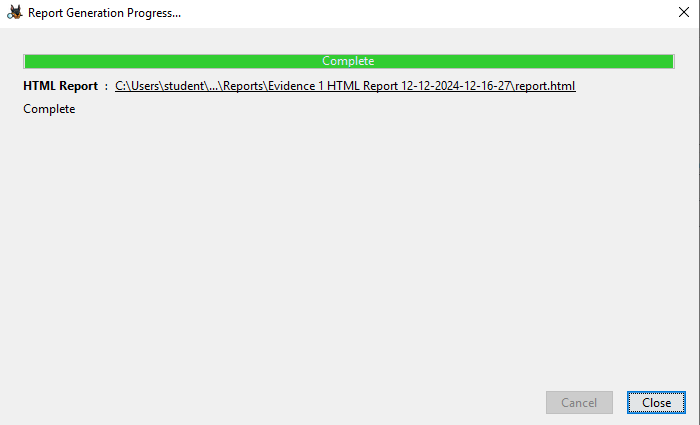 Report Generation Progress...
Complete
HTML Report : C:\Users\student\...\Reports\Evidence 1 HTML Report 12-12-2024-12-16-27\report.html
Complete
Cancel Close